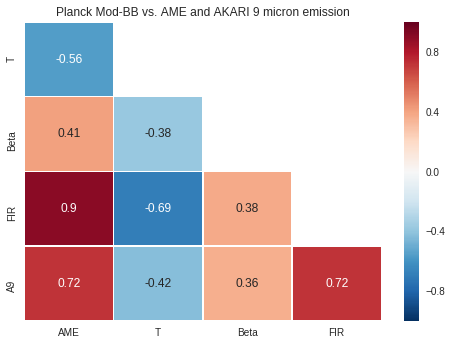 Planck Mod-BB vs. AME and AKARI 9 micron emission
T
-0.56
Beta
0.41 -0.38
FIR
0.9 -0.69 0.38
A9
0.72 -0.42 0.36 0.72
AME T Beta FIR
0.8
0.4
0.0
−0.4
−0.8